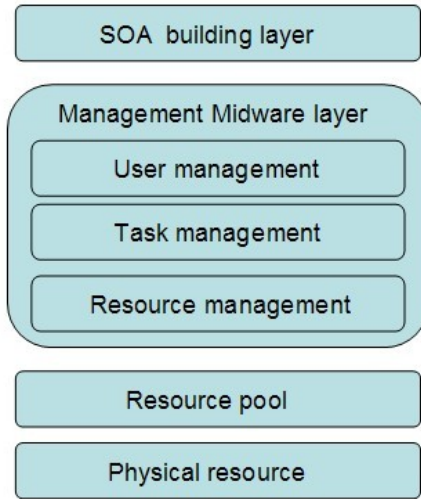 SOA building layer
Management Midware layer
User management
Task management
Resource management
Resource pool
Physical resource